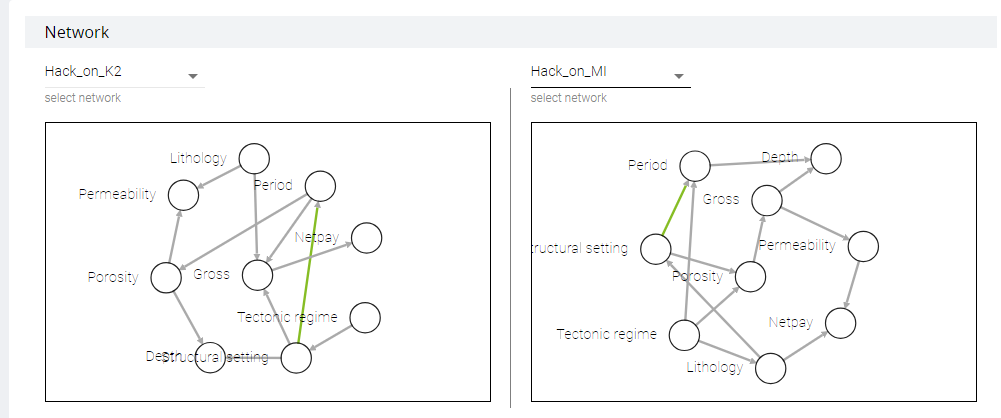 Network
Hack_on_K2
select network
Lithology
Period
Permeability
Netpay
Gross
Porosity
Tectonic regime
Depth
Structural setting
Hack_on_MI
select network
Depth
Period
Gross
Permeability
tructural setting
Porosity
Netpay
Tectonic regime
Lithology